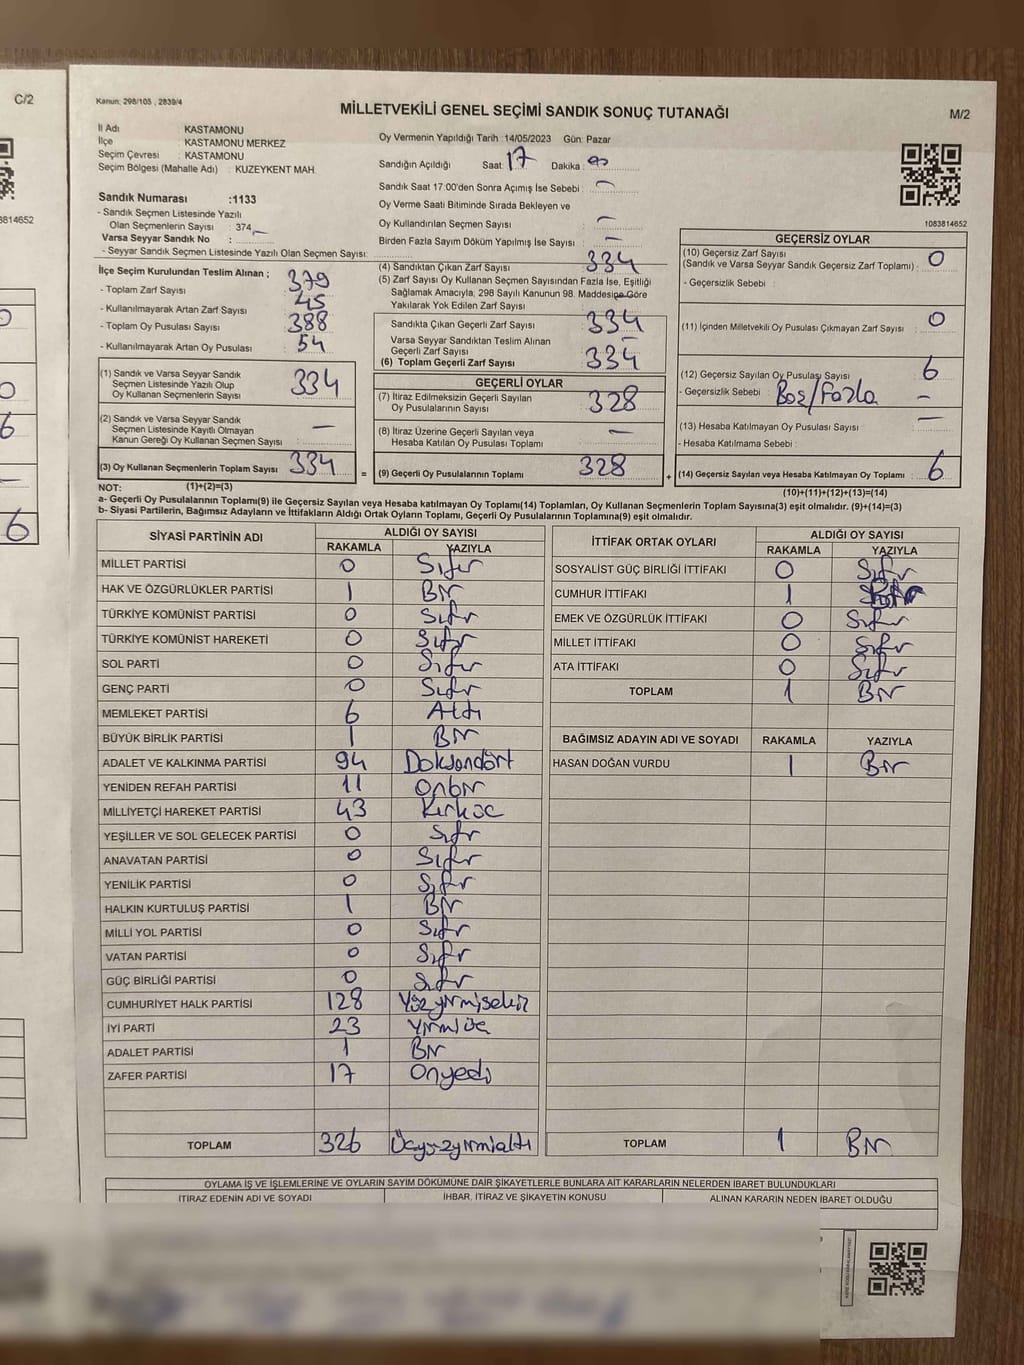 C/2
Kanun: 298/105 , 2839/4
MİLLETVEKİLİ GENEL SEÇİMİ SANDIK SONUÇ TUTANAĞI
M/2
İl Adı KASTAMONU
İlçe KASTAMONU MERKEZ
Seçim Çevresi : KASTAMONU
Seçim Bölgesi (Mahalle Adı) : KUZEYKENT MAH.
Oy Vermenin Yapıldığı Tarih :14/05/2023 Gün: Pazar
Sandığın Açıldığı Saat: 17 Dakika :
Sandık Saat 17:00'den Sonra Açımış İse Sebebi : –
Oy Verme Saati Bitiminde Sırada Bekleyen ve
Oy Kullandırılan Seçmen Sayısı –
Birden Fazla Sayım Döküm Yapılmış İse Sayısı –
1083814652
3814652
Sandık Numarası :1133
- Sandık Seçmen Listesinde Yazılı
Olan Seçmenlerin Sayısı : 374
Varsa Seyyar Sandık No : –
- Seyyar Sandık Seçmen Listesinde Yazılı Olan Seçmen Sayısı:
İlçe Seçim Kurulundan Teslim Alınan ;
- Toplam Zarf Sayısı 379
- Kullanılmayarak Artan Zarf Sayısı 45
- Toplam Oy Pusulası Sayısı 388
- Kullanılmayarak Artan Oy Pusulası 54
(1) Sandık ve Varsa Seyyar Sandık
Seçmen Listesinde Yazılı Olup
Oy Kullanan Seçmenlerin Sayısı 334
(2) Sandık ve Varsa Seyyar Sandık
Seçmen Listesinde Kayıtlı Olmayan
Kanun Gereği Oy Kullanan Seçmen Sayısı : –
(3) Oy Kullanan Seçmenlerin Toplam Sayısı 334
(1)+(2)=(3)
(4) Sandıktan Çıkan Zarf Sayısı 334
(5) Zarf Sayısı Oy Kullanan Seçmen Sayısından Fazla İse, Eşitliği
Sağlamak Amacıyla, 298 Sayılı Kanunun 98. Maddesine Göre
Yakılarak Yok Edilen Zarf Sayısı –
Sandıkta Çıkan Geçerli Zarf Sayısı 334
Varsa Seyyar Sandıktan Teslim Alınan
Geçerli Zarf Sayısı –
(6) Toplam Geçerli Zarf Sayısı 334
GEÇERLİ OYLAR
(7) İtiraz Edilmeksizin Geçerli Sayılan
Oy Pusulalarının Sayısı 328
(8) İtiraz Üzerine Geçerli Sayılan veya
Hesaba Katılan Oy Pusulası Toplamı –
= (9) Geçerli Oy Pusulalarının Toplamı 328
GEÇERSİZ OYLAR
(10) Geçersiz Zarf Sayısı
(Sandık ve Varsa Seyyar Sandık Geçersiz Zarf Toplamı) : 0
- Geçersizlik Sebebi :
(11) İçinden Milletvekili Oy Pusulası Çıkmayan Zarf Sayısı : 0
(12) Geçersiz Sayılan Oy Pusulası Sayısı 6
- Geçersizlik Sebebi : Boş/Fazla –
(13) Hesaba Katılmayan Oy Pusulası Sayısı : –
- Hesaba Katılmama Sebebi :
+ (14) Geçersiz Sayılan veya Hesaba Katılmayan Oy Toplamı 6
(10)+(11)+(12)+(13)=(14)
NOT:
a- Geçerli Oy Pusulalarının Toplamı(9) ile Geçersiz Sayılan veya Hesaba katılmayan Oy Toplamı(14) Toplamları, Oy Kullanan Seçmenlerin Toplam Sayısına(3) eşit olmalıdır. (9)+(14)=(3)
b- Siyasi Partilerin, Bağımsız Adayların ve İttifakların Aldığı Ortak Oyların Toplamı, Geçerli Oy Pusulalarının Toplamına(9) eşit olmalıdır.
SİYASİ PARTİNİN ADI ALDIĞI OY SAYISI
RAKAMLA YAZIYLA
MİLLET PARTİSİ 0 Sıfır
HAK VE ÖZGÜRLÜKLER PARTİSİ 1 Bir
TÜRKİYE KOMÜNİST PARTİSİ 0 Sıfır
TÜRKİYE KOMÜNİST HAREKETİ 0 Sıfır
SOL PARTİ 0 Sıfır
GENÇ PARTİ 0 Sıfır
MEMLEKET PARTİSİ 6 Altı
BÜYÜK BİRLİK PARTİSİ 1 Bir
ADALET VE KALKINMA PARTİSİ 94 Doksandört
YENİDEN REFAH PARTİSİ 11 Onbir
MİLLİYETÇİ HAREKET PARTİSİ 43 Kırküç
YEŞİLLER VE SOL GELECEK PARTİSİ 0 Sıfır
ANAVATAN PARTİSİ 0 Sıfır
YENİLİK PARTİSİ 0 Sıfır
HALKIN KURTULUŞ PARTİSİ 1 Bir
MİLLİ YOL PARTİSİ 0 Sıfır
VATAN PARTİSİ 0 Sıfır
GÜÇ BİRLİĞİ PARTİSİ 0 Sıfır
CUMHURİYET HALK PARTİSİ 128 Yüzyirmisekiz
İYİ PARTİ 23 Yirmiüç
ADALET PARTİSİ 1 Bir
ZAFER PARTİSİ 17 Onyedi
TOPLAM 326 Üçyüzyirmialtı
İTTİFAK ORTAK OYLARI ALDIĞI OY SAYISI
RAKAMLA YAZIYLA
SOSYALİST GÜÇ BİRLİĞİ İTTİFAKI 0 Sıfır
CUMHUR İTTİFAKI 1
EMEK VE ÖZGÜRLÜK İTTİFAKI 0 Sıfır
MİLLET İTTİFAKI 0 Sıfır
ATA İTTİFAKI 0 Sıfır
TOPLAM 1 Bir
BAĞIMSIZ ADAYIN ADI VE SOYADI RAKAMLA YAZIYLA
HASAN DOĞAN VURDU 1 Bir
TOPLAM 1 Bir
OYLAMA İŞ VE İŞLEMLERİNE VE OYLARIN SAYIM DÖKÜMÜNE DAİR ŞİKAYETLERLE BUNLARA AİT KARARLARIN NELERDEN İBARET BULUNDUKLARI
İTİRAZ EDENİN ADI VE SOYADI İHBAR, İTİRAZ VE ŞİKAYETİN KONUSU ALINAN KARARIN NEDEN İBARET OLDUĞU